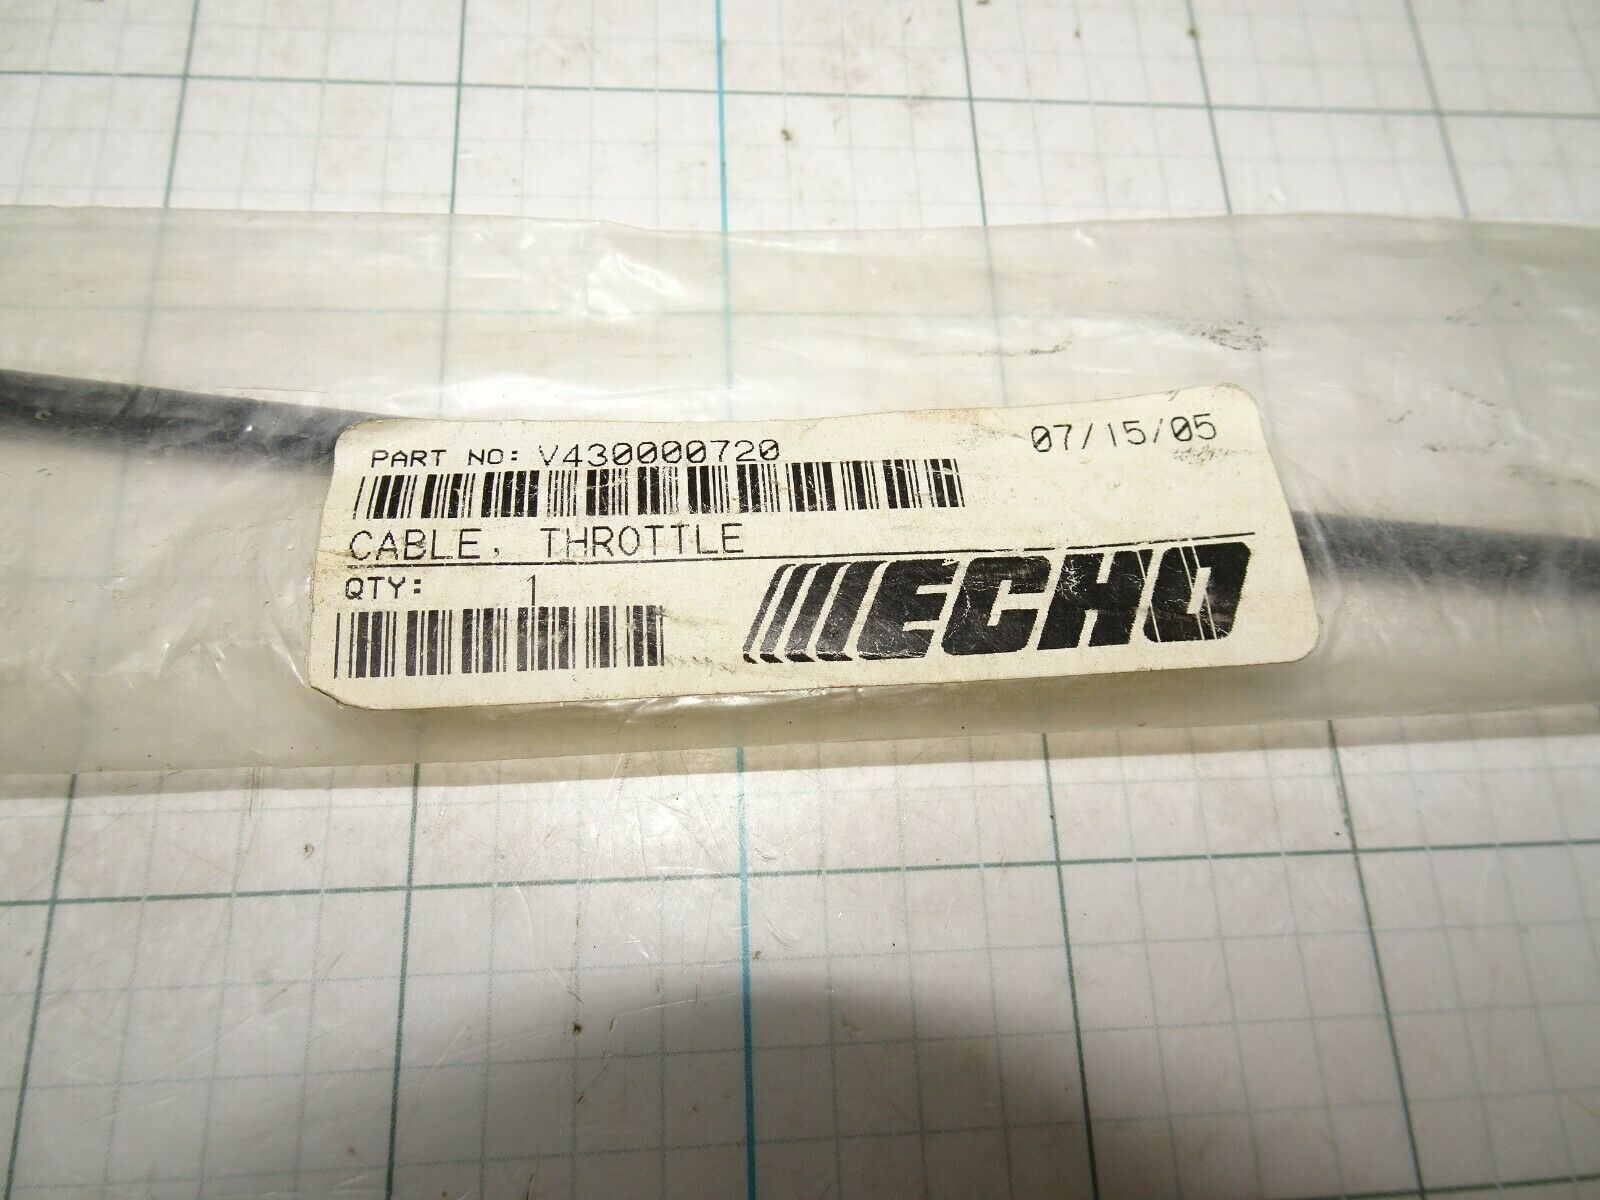 PART NO: V430000720 07/15/05
CABLE, THROTTLE
QTY: 1
ECHO